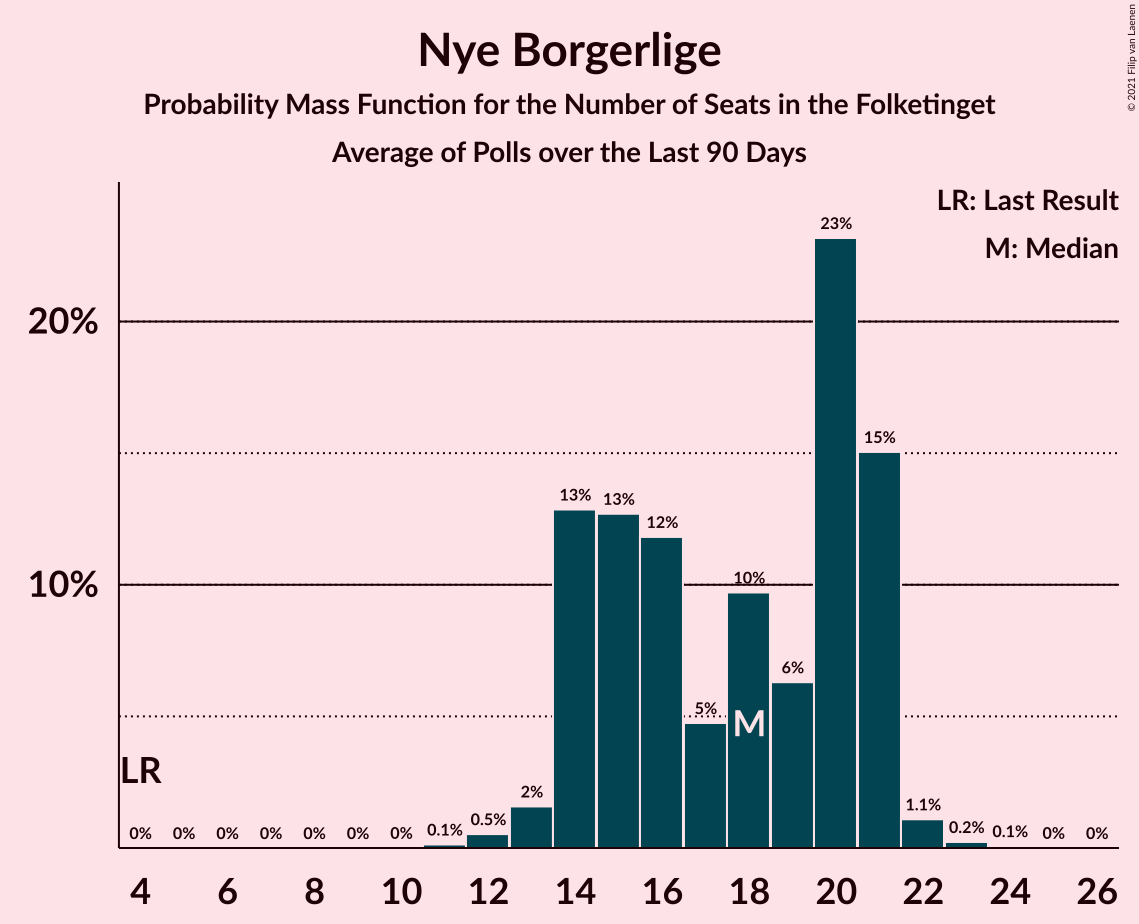 Nye Borgerlige
Probability Mass Function for the Number of Seats in the Folketinget
Average of Polls over the Last 90 Days
© 2021 Filip van Laenen
LR: Last Result
M: Median
20%
10%
23%
15%
13%
13%
12%
10%
6%
5%
M
LR
0%
0%
0%
0%
0%
0%
0%
0.1%
0.5%
2%
1.1%
0.2%
0.1%
0%
0%
4 6 8 10 12 14 16 18 20 22 24 26